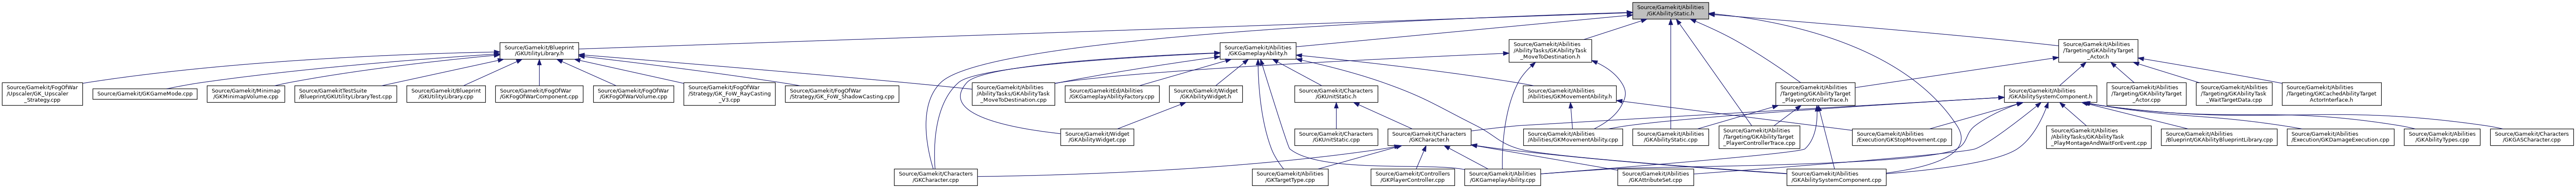 Source/Gamekit/Abilities
/GKAbilityStatic.h
Source/Gamekit/Blueprint
/GKUtilityLibrary.h
Source/Gamekit/Abilities
/GKGameplayAbility.h
Source/Gamekit/Abilities
/AbilityTasks/GKAbilityTask
_MoveToDestination.h
Source/Gamekit/Abilities
/Targeting/GKAbilityTarget
_Actor.h
Source/Gamekit/FogOfWar
/Upscaler/GK_Upscaler
_Strategy.cpp
Source/Gamekit/GKGameMode.cpp
Source/Gamekit/Minimap
/GKMinimapVolume.cpp
Source/GamekitTestSuite
/Blueprint/GKUtilityLibraryTest.cpp
Source/Gamekit/Blueprint
/GKUtilityLibrary.cpp
Source/Gamekit/FogOfWar
/GKFogOfWarComponent.cpp
Source/Gamekit/FogOfWar
/GKFogOfWarVolume.cpp
Source/Gamekit/FogOfWar
/Strategy/GK_FoW_RayCasting
_V3.cpp
Source/Gamekit/FogOfWar
/Strategy/GK_FoW_ShadowCasting.cpp
Source/Gamekit/Abilities
/AbilityTasks/GKAbilityTask
_MoveToDestination.cpp
Source/GamekitEd/Abilities
/GKGameplayAbilityFactory.cpp
Source/Gamekit/Widget
/GKAbilityWidget.h
Source/Gamekit/Characters
/GKUnitStatic.h
Source/Gamekit/Abilities
/Abilities/GKMovementAbility.h
Source/Gamekit/Abilities
/Targeting/GKAbilityTarget
_PlayerControllerTrace.h
Source/Gamekit/Abilities
/GKAbilitySystemComponent.h
Source/Gamekit/Abilities
/Targeting/GKAbilityTarget
_Actor.cpp
Source/Gamekit/Abilities
/Targeting/GKAbilityTask
_WaitTargetData.cpp
Source/Gamekit/Abilities
/Targeting/GKCachedAbilityTarget
ActorInterface.h
Source/Gamekit/Widget
/GKAbilityWidget.cpp
Source/Gamekit/Characters
/GKUnitStatic.cpp
Source/Gamekit/Characters
/GKCharacter.h
Source/Gamekit/Abilities
/Abilities/GKMovementAbility.cpp
Source/Gamekit/Abilities
/GKAbilityStatic.cpp
Source/Gamekit/Abilities
/Targeting/GKAbilityTarget
_PlayerControllerTrace.cpp
Source/Gamekit/Abilities
/Execution/GKStopMovement.cpp
Source/Gamekit/Abilities
/AbilityTasks/GKAbilityTask
_PlayMontageAndWaitForEvent.cpp
Source/Gamekit/Abilities
/Blueprint/GKAbilityBlueprintLibrary.cpp
Source/Gamekit/Abilities
/Execution/GKDamageExecution.cpp
Source/Gamekit/Abilities
/GKAbilityTypes.cpp
Source/Gamekit/Characters
/GKGASCharacter.cpp
Source/Gamekit/Characters
/GKCharacter.cpp
Source/Gamekit/Abilities
/GKTargetType.cpp
Source/Gamekit/Controllers
/GKPlayerController.cpp
Source/Gamekit/Abilities
/GKGameplayAbility.cpp
Source/Gamekit/Abilities
/GKAttributeSet.cpp
Source/Gamekit/Abilities
/GKAbilitySystemComponent.cpp